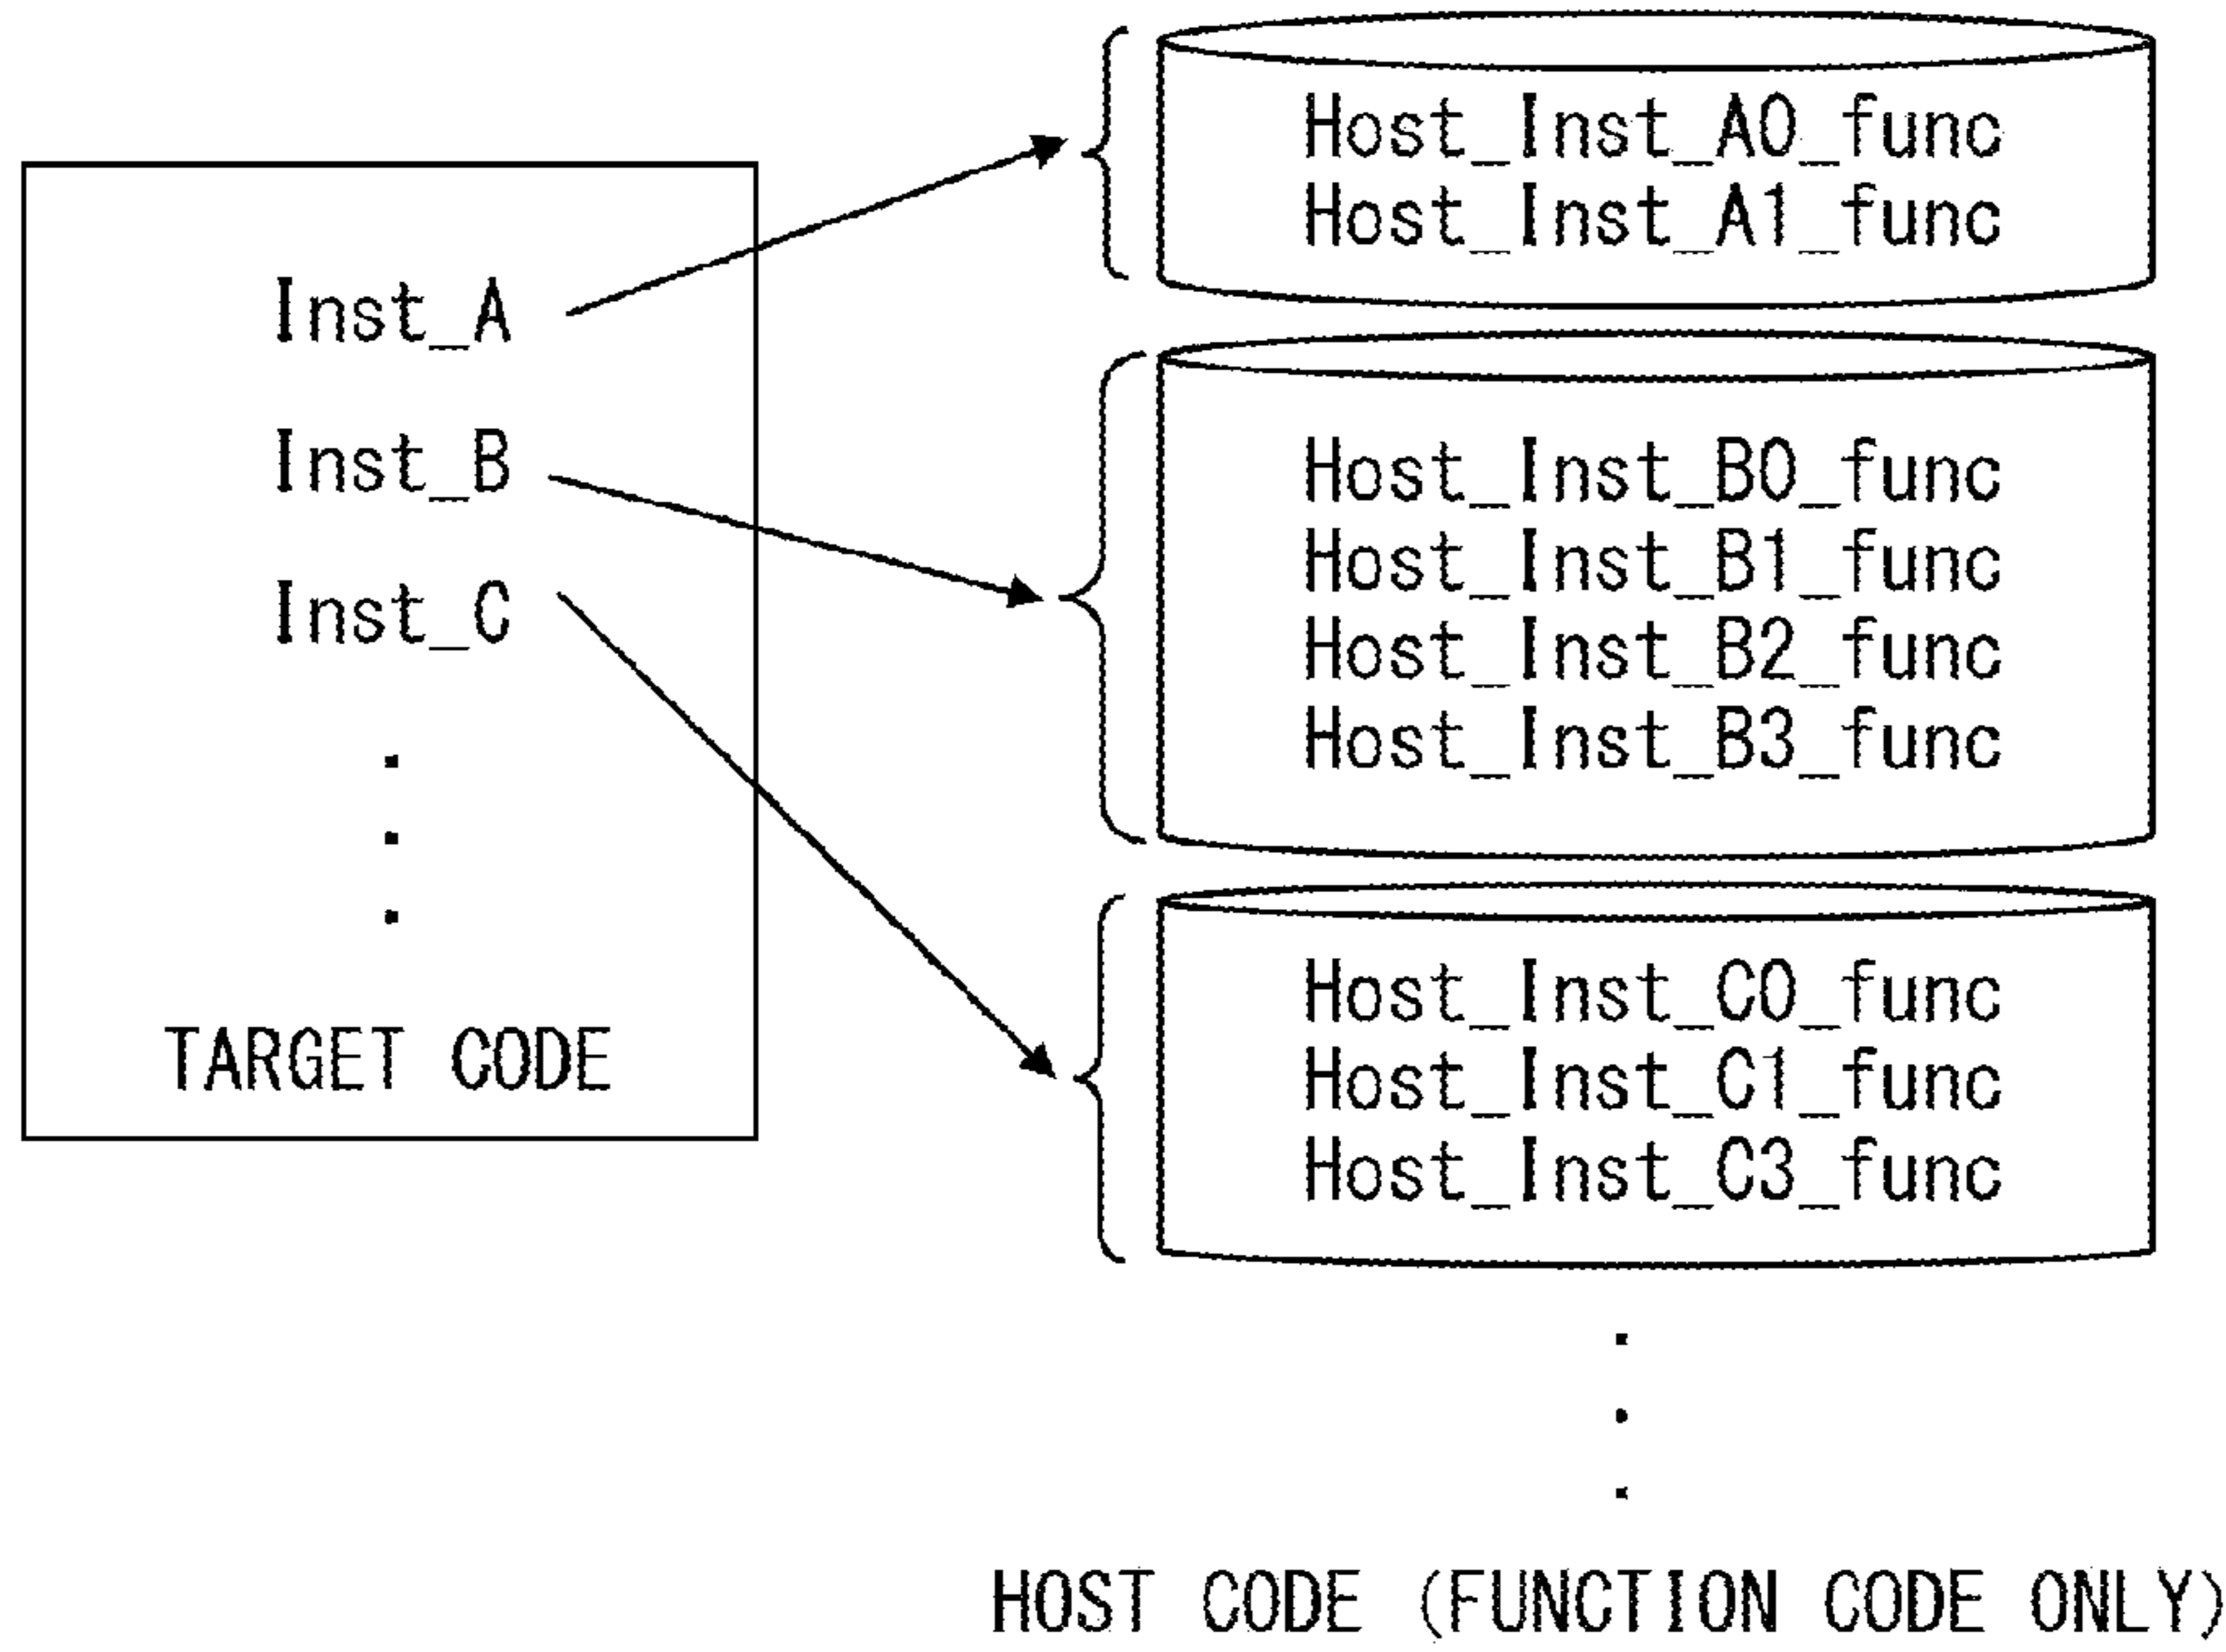 Inst_A
Inst_B
Inst_C
TARGET CODE
Host_Inst_A0_func
Host_Inst_A1_func
Host_Inst_B0_func
Host_Inst_B1_func
Host_Inst_B2_func
Host_Inst_B3_func
Host_Inst_C0_func
Host_Inst_C1_func
Host_Inst_C3_func
HOST CODE (FUNCTION CODE ONLY)